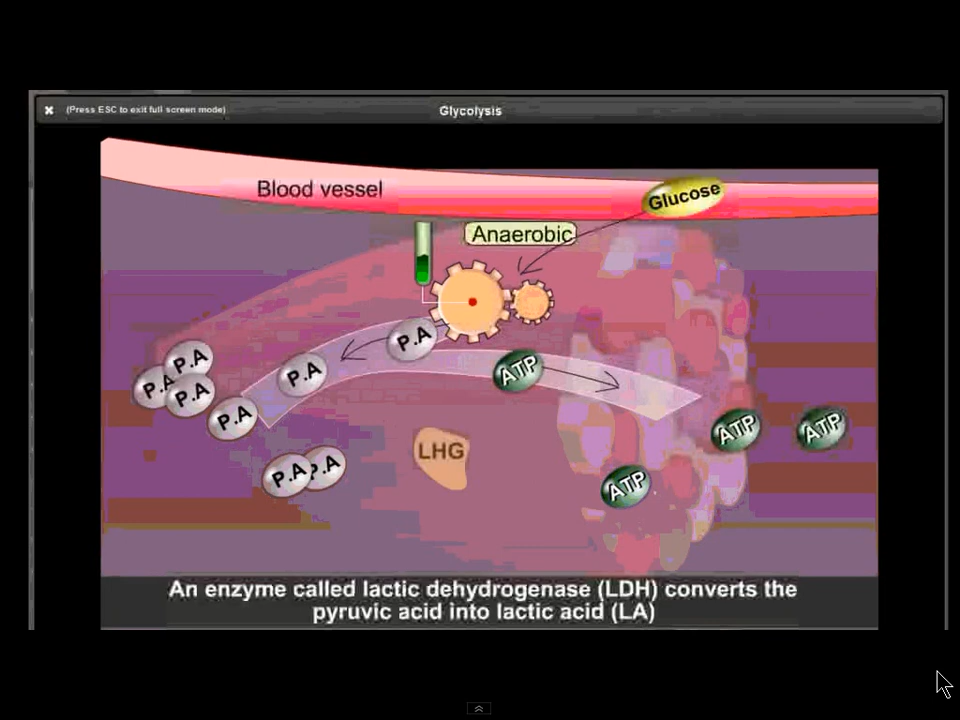 (Press ESC to exit full screen mode)
Glycolysis
Blood vessel
Glucose
Anaerobic
P.A
P.A
P.A
P.A
P.A
P.A
P.A
P.A
P.A
ATP
ATP
ATP
ATP
LHG
An enzyme called lactic dehydrogenase (LDH) converts the
pyruvic acid into lactic acid (LA)